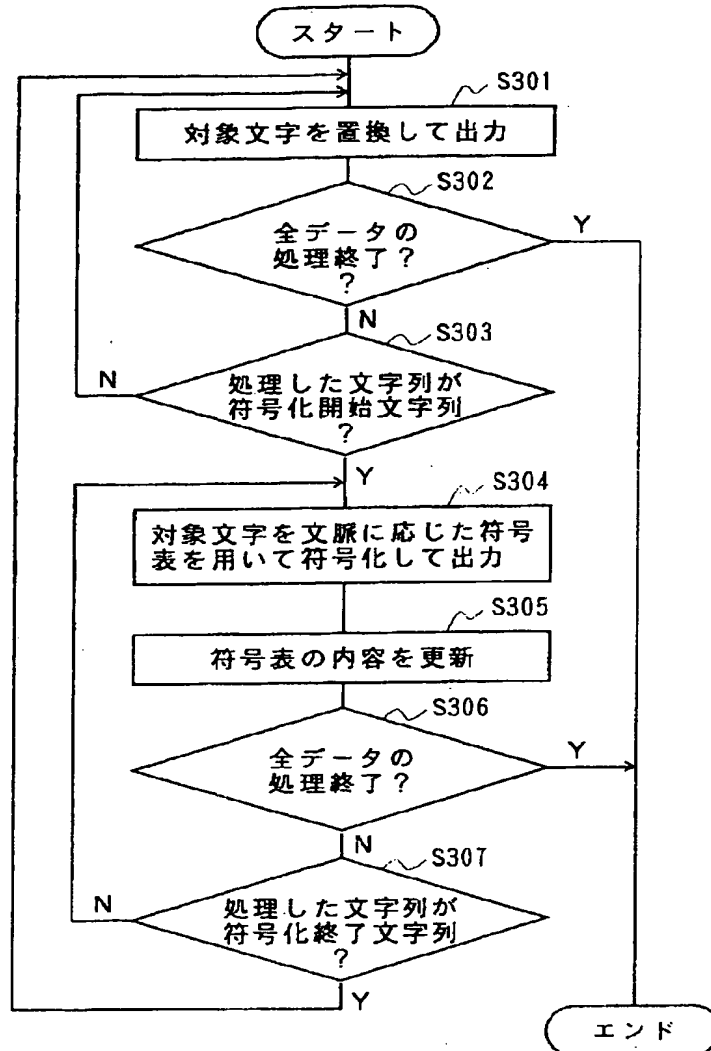 スタート
S301
対象文字を置換して出力
S302
全データの
処理終了?
?
Y
N
S303
処理した文字列が
符号化開始文字列
?
N
Y
S304
対象文字を文脈に応じた符号
表を用いて符号化して出力
S305
符号表の内容を更新
S306
全データの
処理終了?
Y
N
S307
処理した文字列が
符号化終了文字列
?
N
Y
エンド